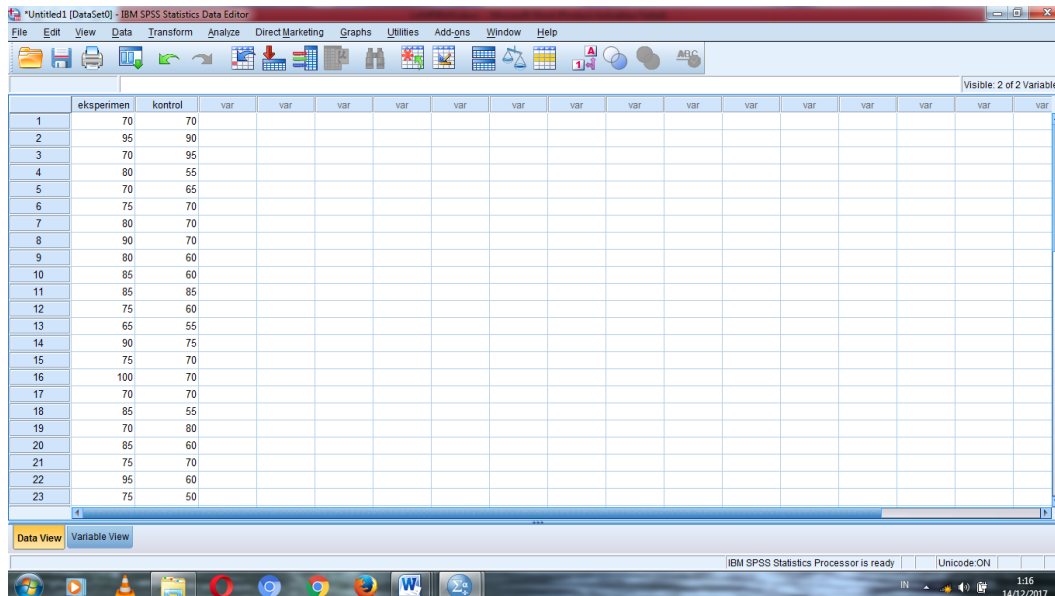 *Untitled1 [DataSet0] - IBM SPSS Statistics Data Editor
File Edit View Data Transform Analyze Direct Marketing Graphs Utilities Add-ons Window Help
A
1
ABC
Visible: 2 of 2 Variable
eksperimen kontrol var var var var var var var var var var var var var var
1 70 70
2 95 90
3 70 95
4 80 55
5 70 65
6 75 70
7 80 70
8 90 70
9 80 60
10 85 60
11 85 85
12 75 60
13 65 55
14 90 75
15 75 70
16 100 70
17 70 70
18 85 55
19 70 80
20 85 60
21 75 70
22 95 60
23 75 50
Data View Variable View
IBM SPSS Statistics Processor is ready Unicode:ON
W Σα IN 1:16
14/12/2017